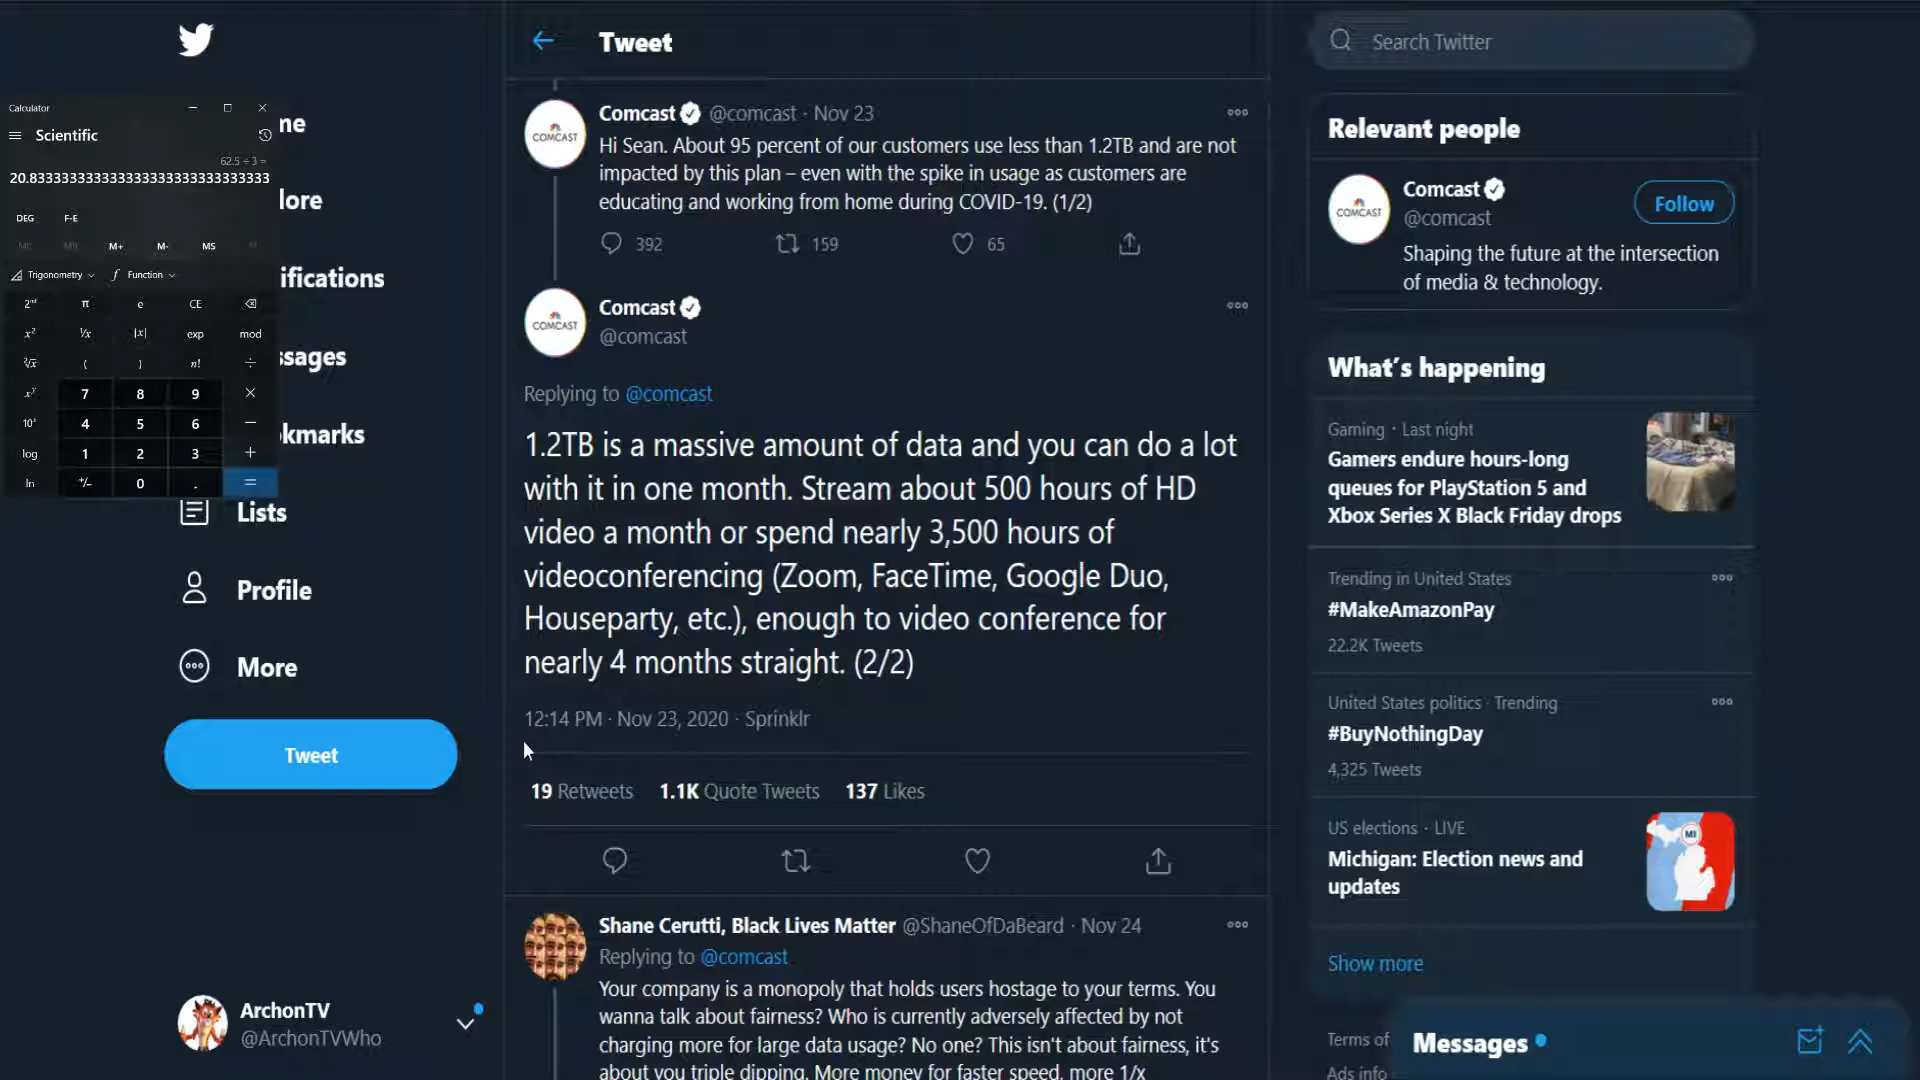 Calculator
Scientific
62.5 ÷ 3 =
20.83333333333333333333333333333
DEG F-E
M+ M- MS
Trigonometry Function
2nd π e CE
x² ¹/x |x| exp mod
²√x ( ) n! ÷
xʸ 7 8 9 ×
10ˣ 4 5 6 −
log 1 2 3 +
ln +/− 0 . =
me
lore
ifications
ssages
kmarks
Lists
Profile
More
Tweet
ArchonTV
@ArchonTVWho
Tweet
COMCAST
Comcast @comcast · Nov 23
Hi Sean. About 95 percent of our customers use less than 1.2TB and are not
impacted by this plan – even with the spike in usage as customers are
educating and working from home during COVID-19. (1/2)
392 159 65
COMCAST
Comcast
@comcast
Replying to @comcast
1.2TB is a massive amount of data and you can do a lot
with it in one month. Stream about 500 hours of HD
video a month or spend nearly 3,500 hours of
videoconferencing (Zoom, FaceTime, Google Duo,
Houseparty, etc.), enough to video conference for
nearly 4 months straight. (2/2)
12:14 PM · Nov 23, 2020 · Sprinklr
19 Retweets 1.1K Quote Tweets 137 Likes
Shane Cerutti, Black Lives Matter @ShaneOfDaBeard · Nov 24
Replying to @comcast
Your company is a monopoly that holds users hostage to your terms. You
wanna talk about fairness? Who is currently adversely affected by not
charging more for large data usage? No one? This isn't about fairness, it's
about you triple dipping. More money for faster speed, more 1/x
Search Twitter
Relevant people
COMCAST
Comcast
@comcast
Follow
Shaping the future at the intersection
of media & technology.
What's happening
Gaming · Last night
Gamers endure hours-long
queues for PlayStation 5 and
Xbox Series X Black Friday drops
Trending in United States
#MakeAmazonPay
22.2K Tweets
United States politics · Trending
#BuyNothingDay
4,325 Tweets
US elections · LIVE
Michigan: Election news and
updates
MI
Show more
Terms of
Ads info
Messages